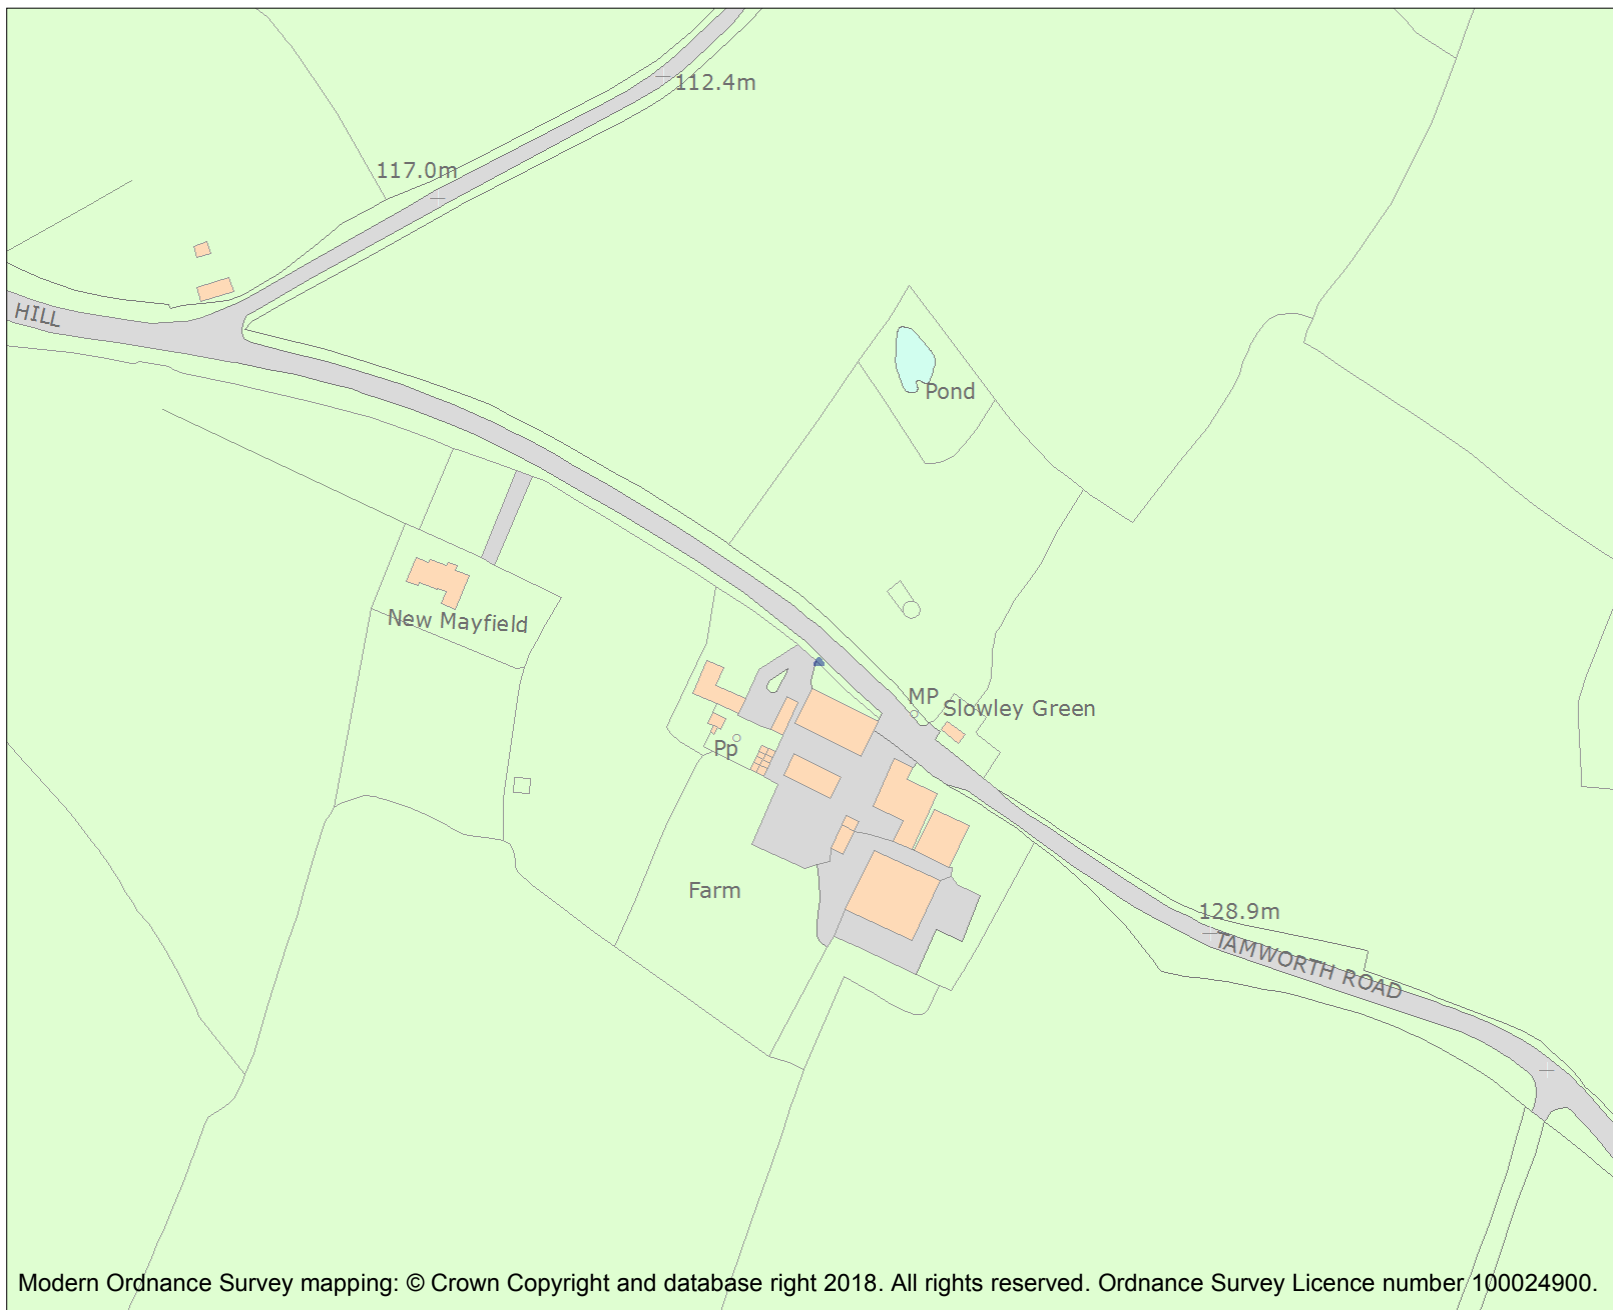 112.4m
117.0m
HILL
Pond
New Mayfield
MP
Slowley Green
Pp
Farm
128.9m
TAMWORTH ROAD
Modern Ordnance Survey mapping: © Crown Copyright and database right 2018. All rights reserved. Ordnance Survey Licence number 100024900.